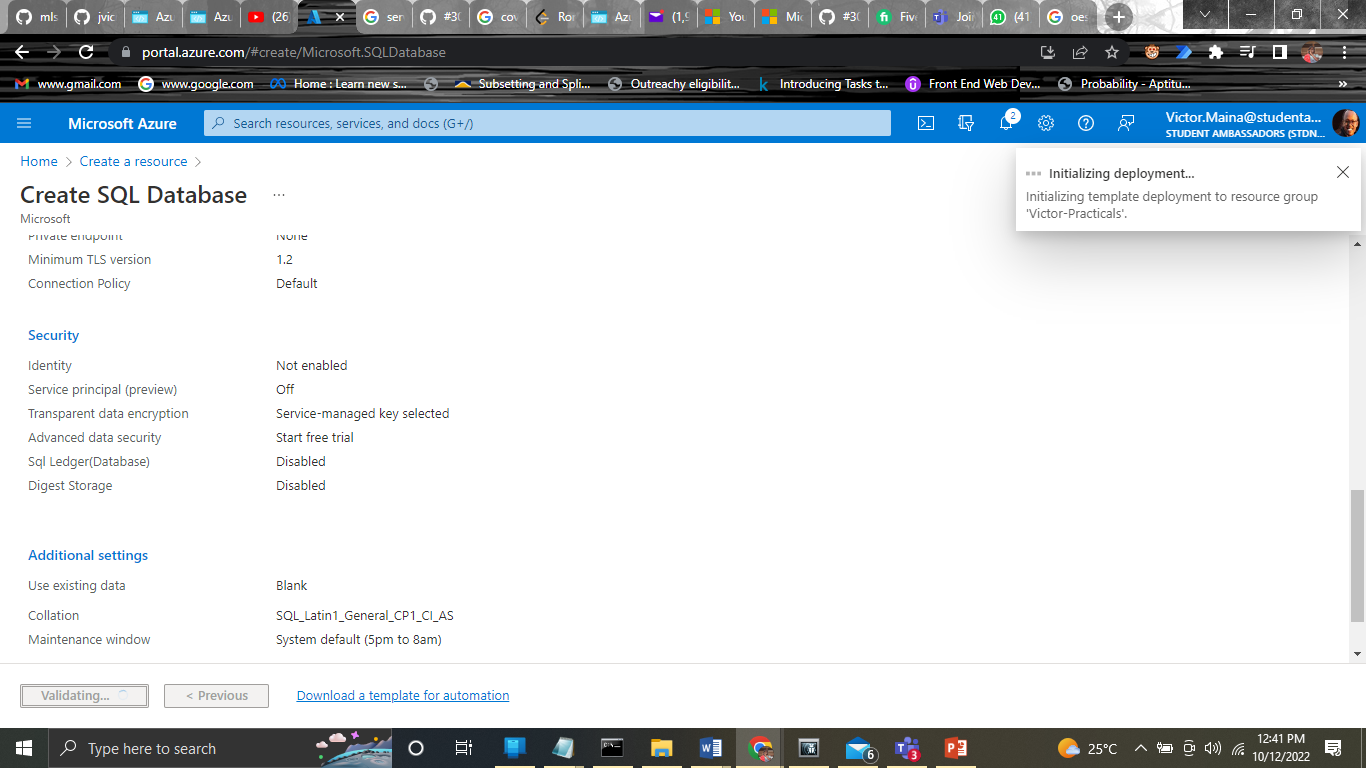 mls
jvic
Azu
Azu
(26
ser
#30
cov
Ro
Azu
(1,9
You
Mic
#30
Five
Join
(41
oes
portal.azure.com/#create/Microsoft.SQLDatabase
www.gmail.com
www.google.com
Home : Learn new s...
Subsetting and Spli...
Outreachy eligibilit...
Introducing Tasks t...
Front End Web Dev...
Probability - Aptitu...
»
Microsoft Azure
Search resources, services, and docs (G+/)
2
Victor.Maina@studenta...
STUDENT AMBASSADORS (STDN...
Home > Create a resource >
Create SQL Database ...
Microsoft
Initializing deployment...
Initializing template deployment to resource group
'Victor-Practicals'.
Private endpoint None
Minimum TLS version 1.2
Connection Policy Default
Security
Identity Not enabled
Service principal (preview) Off
Transparent data encryption Service-managed key selected
Advanced data security Start free trial
Sql Ledger(Database) Disabled
Digest Storage Disabled
Additional settings
Use existing data Blank
Collation SQL_Latin1_General_CP1_CI_AS
Maintenance window System default (5pm to 8am)
Validating...
< Previous
Download a template for automation
Type here to search
6
3
25°C
12:41 PM
10/12/2022